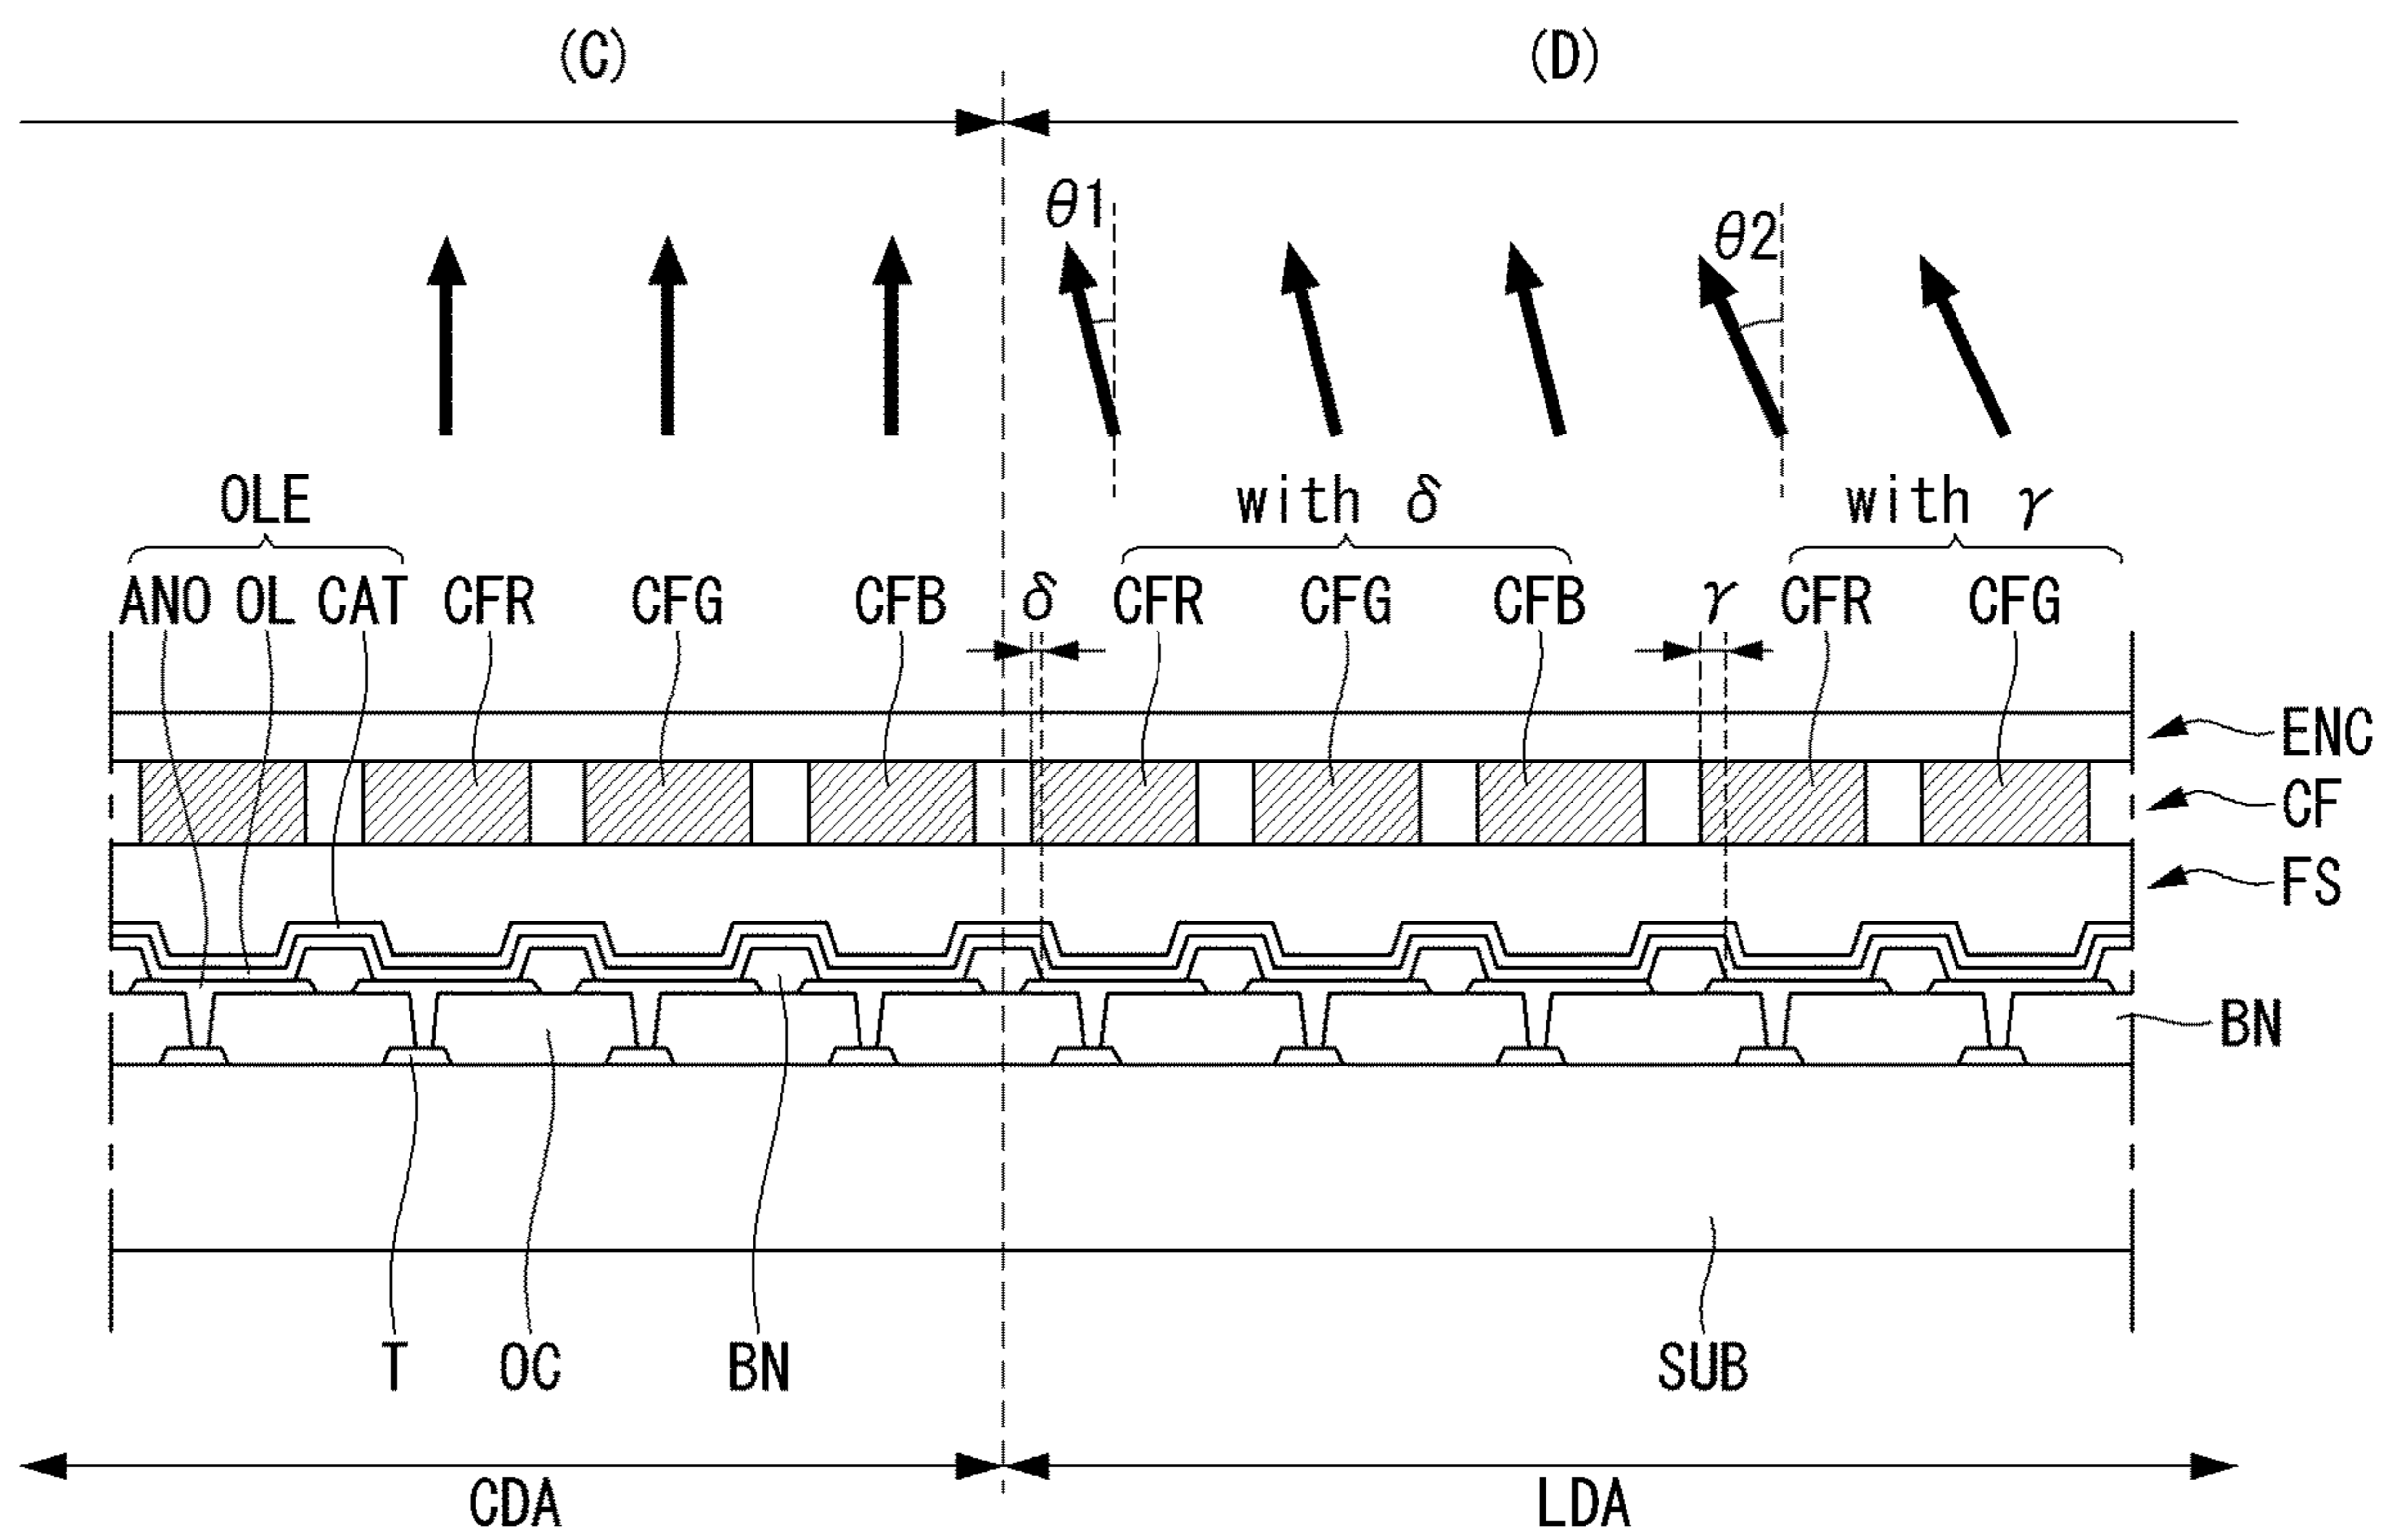 (C) (D)
θ1 θ2
OLE with δ with γ
ANO OL CAT CFR CFG CFB δ CFR CFG CFB γ CFR CFG
ENC
CF
FS
BN
T OC BN SUB
CDA LDA